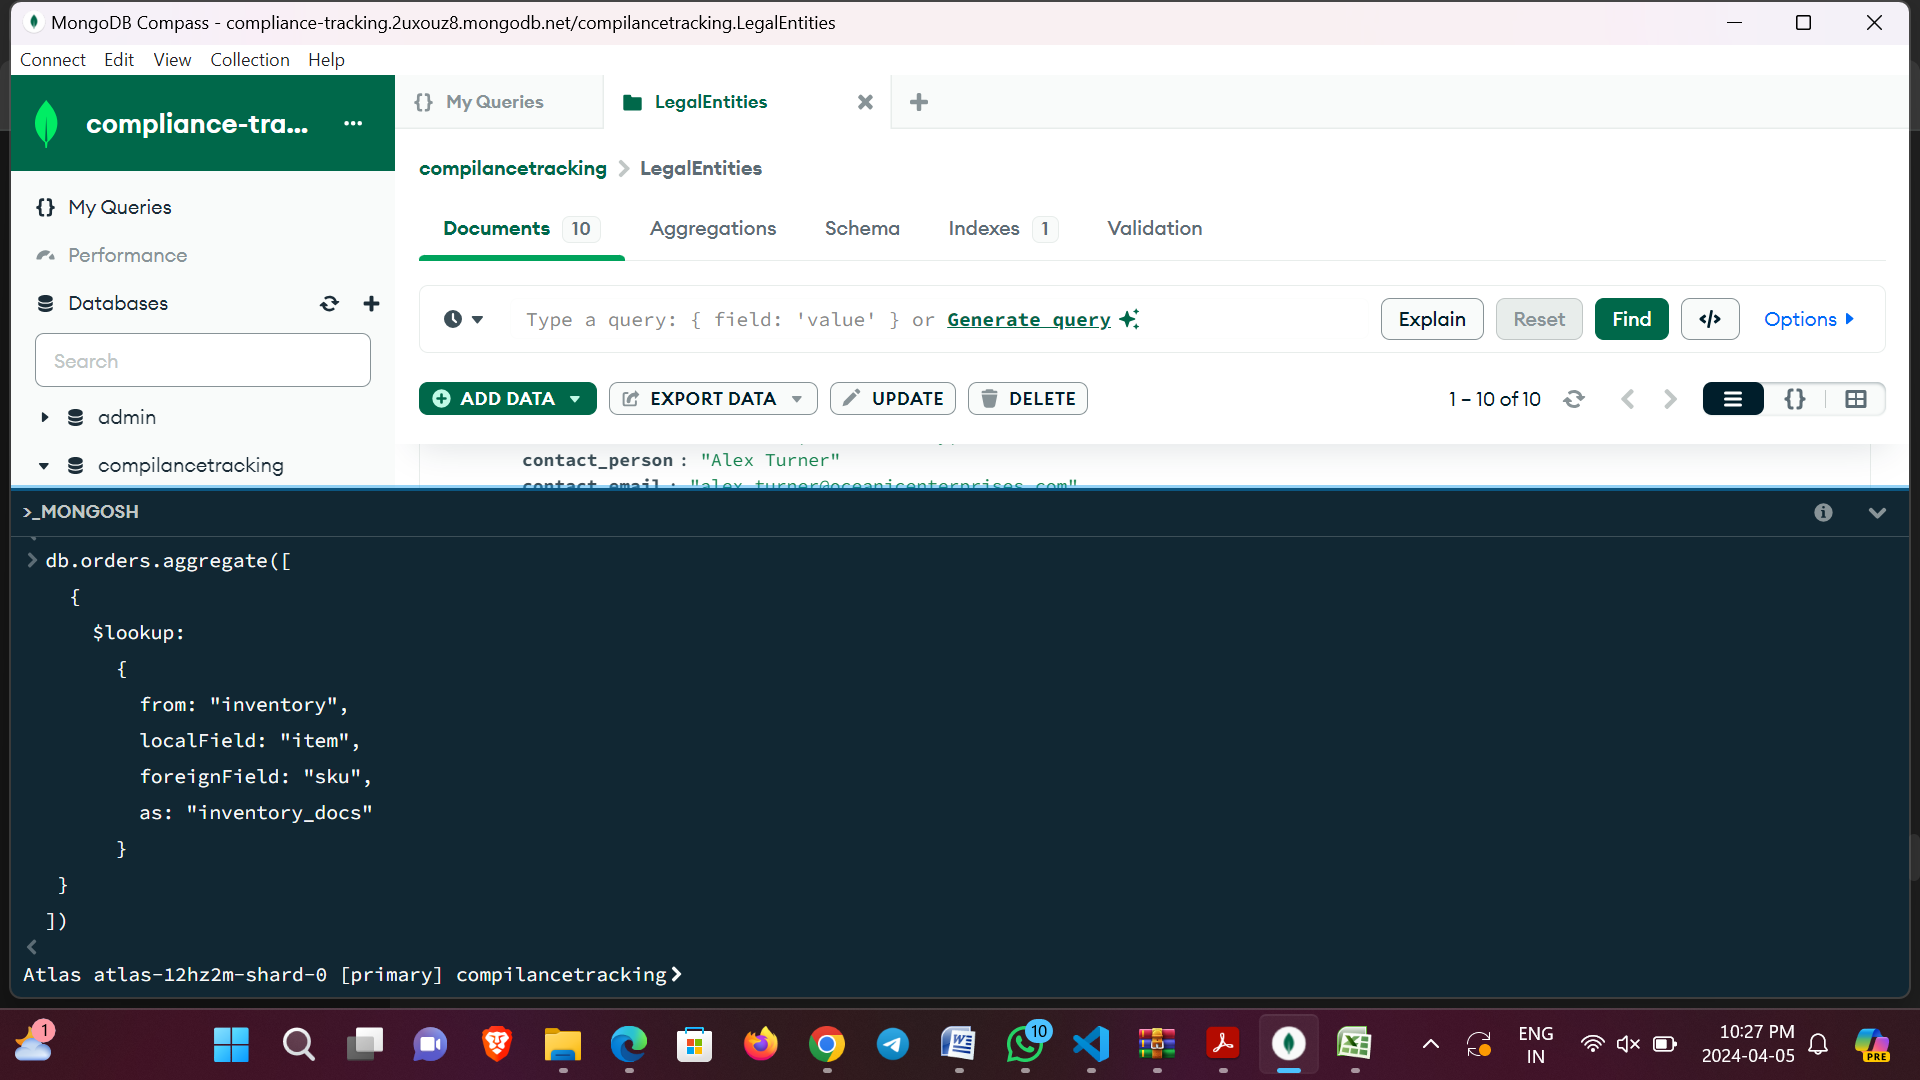 MongoDB Compass - compliance-tracking.2uxouz8.mongodb.net/compilancetracking.LegalEntities
Connect Edit View Collection Help
compliance-tra...
My Queries
LegalEntities
compilancetracking > LegalEntities
{} My Queries
Performance
Databases
Search
admin
compilancetracking
Documents 10 Aggregations Schema Indexes 1 Validation
Type a query: { field: 'value' } or Generate query
Explain Reset Find </> Options
ADD DATA EXPORT DATA UPDATE DELETE
1 – 10 of 10
{}
contact_person : "Alex Turner"
contact_email : "alex.turner@oceanicenterprises.com"
>_MONGOSH
> db.orders.aggregate([
{
$lookup:
{
from: "inventory",
localField: "item",
foreignField: "sku",
as: "inventory_docs"
}
}
])
<
Atlas atlas-12hz2m-shard-0 [primary] compilancetracking>
1
10
ENG
IN
10:27 PM
2024-04-05
PRE